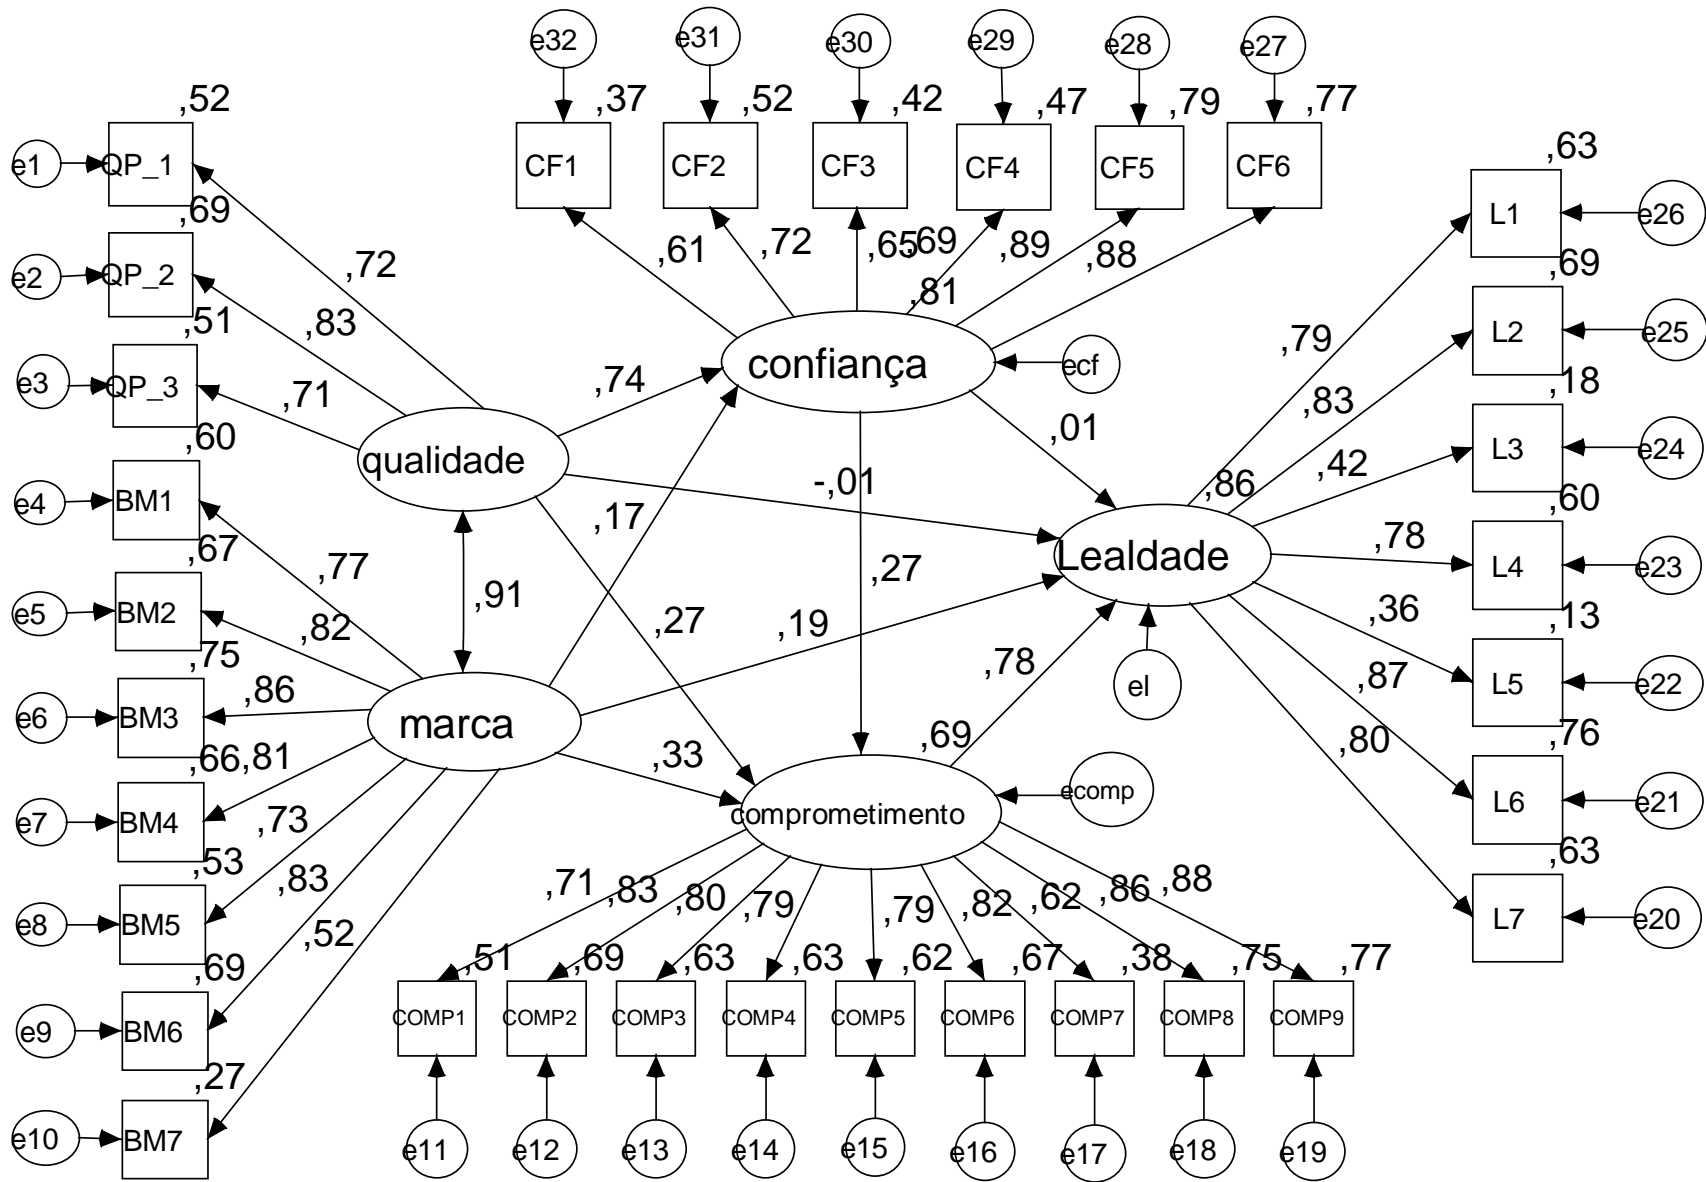 e32
e31
e30
e29
e28
e27
,52
,37
,52
,42
,47
,79
,77
e1
QP_1
CF1
CF2
CF3
CF4
CF5
CF6
,63
,69
L1
e26
e2
QP_2
,72
,61
,72
,65
,69
,89
,88
,69
,51
,83
,81
,79
L2
e25
e3
QP_3
,71
,74
confiança
ecf
,18
,60
,83
qualidade
,01
L3
e24
e4
BM1
-,01
,86
,42
,60
,67
,77
,17
,78
Lealdade
L4
e23
e5
BM2
,82
,91
,27
,27
,19
,36
,13
,75
,78
el
L5
e22
e6
BM3
,86
marca
,87
,66
,81
,33
,69
,80
,76
e7
BM4
,73
comprometimento
ecomp
L6
e21
,53
,83
,63
e8
BM5
,52
,71
,83
,80
,79
,79
,82
,62
,86
,88
L7
e20
,69
,51
,69
,63
,63
,62
,67
,38
,75
,77
e9
BM6
COMP1
COMP2
COMP3
COMP4
COMP5
COMP6
COMP7
COMP8
COMP9
,27
e10
BM7
e11
e12
e13
e14
e15
e16
e17
e18
e19